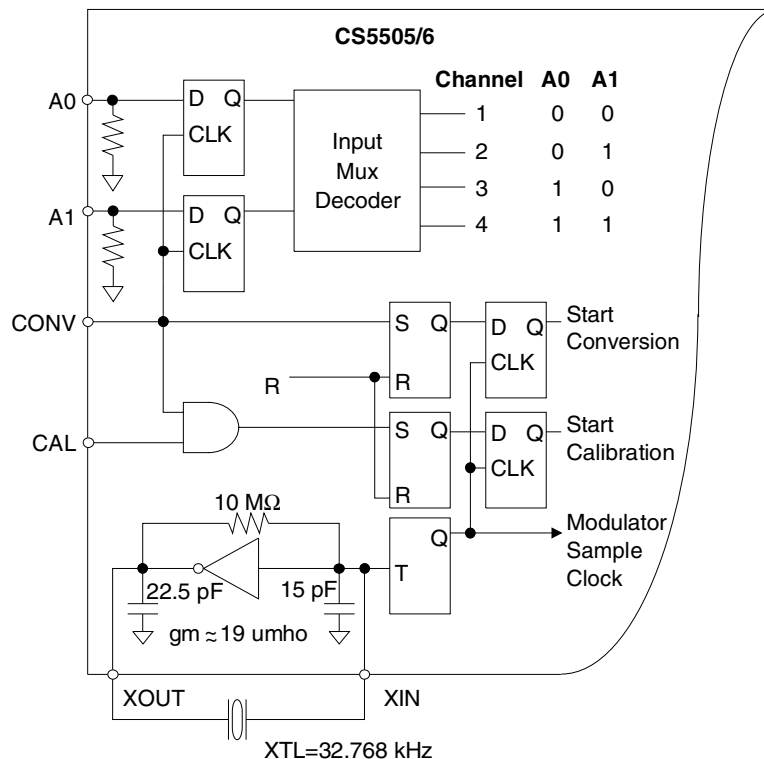 CS5505/6
Channel A0 A1
1 0 0
2 0 1
3 1 0
4 1 1
A0
D Q
CLK
Input
Mux
Decoder
A1
D Q
CLK
CONV
S Q
R
D Q
CLK
Start
Conversion
R
CAL
S Q
R
D Q
CLK
Start
Calibration
10 MΩ
22.5 pF
15 pF
gm ≈ 19 umho
T
Q
Modulator
Sample
Clock
XOUT
XIN
XTL=32.768 kHz